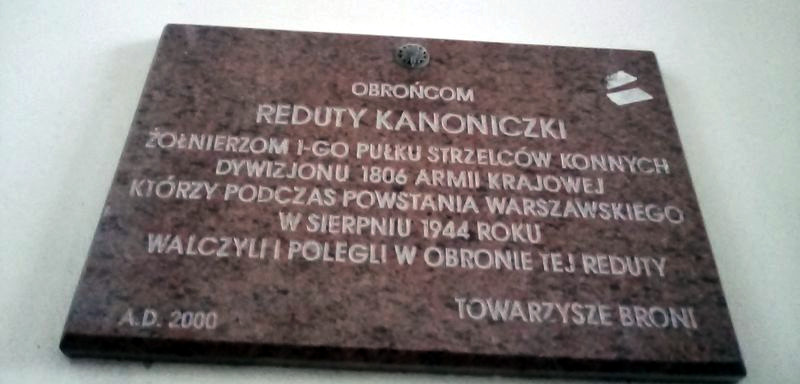 OBROŃCOM
REDUTY KANONICZKI
ŻOŁNIERZOM I-GO PUŁKU STRZELCÓW KONNYCH
DYWIZJONU 1806 ARMII KRAJOWEJ
KTÓRZY PODCZAS POWSTANIA WARSZAWSKIEGO
W SIERPNIU 1944 ROKU
WALCZYLI I POLEGLI W OBRONIE TEJ REDUTY
A.D. 2000 TOWARZYSZE BRONI